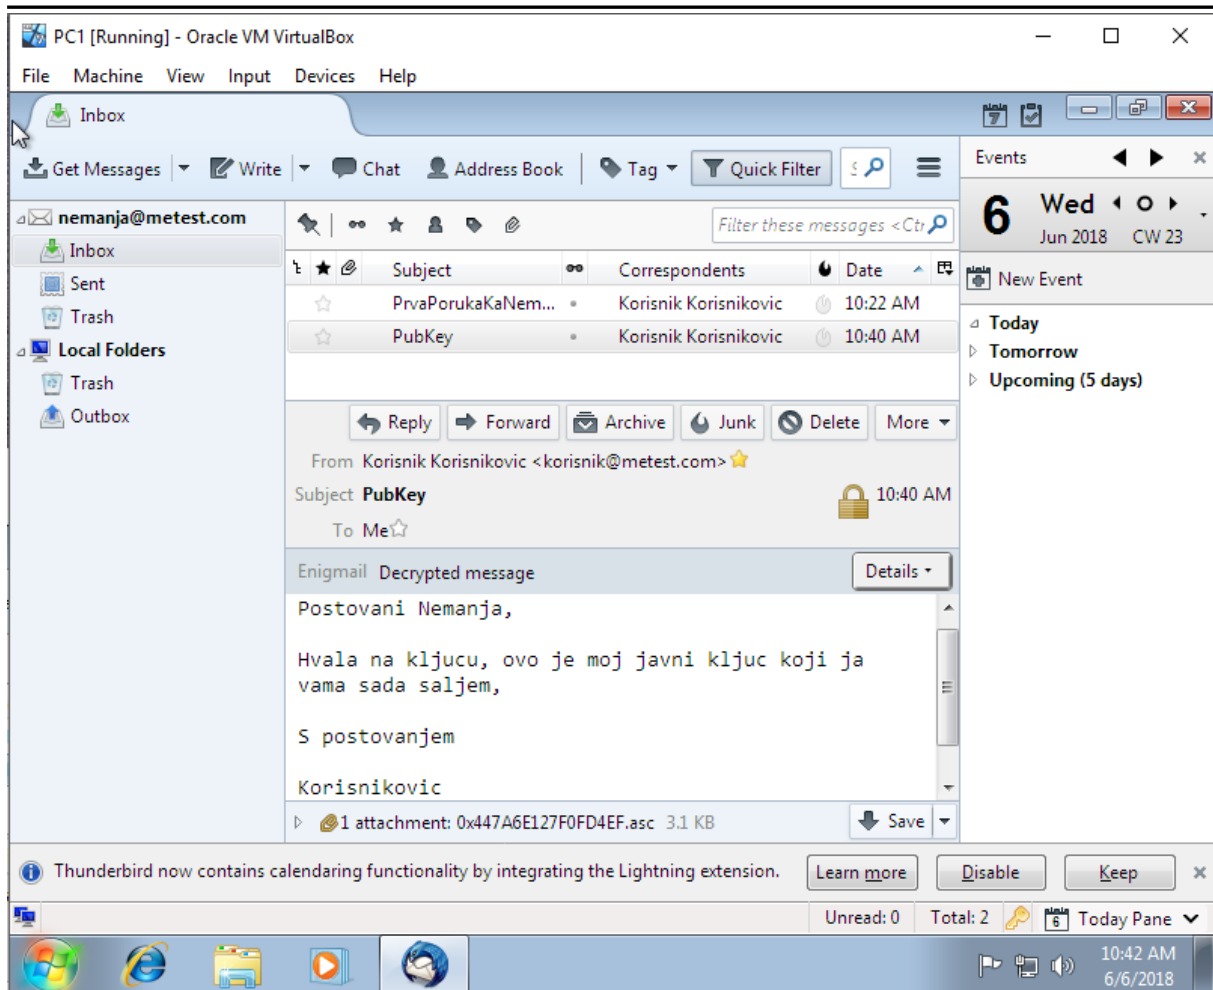 PC1 [Running] - Oracle VM VirtualBox
File Machine View Input Devices Help
Inbox
Get Messages Write Chat Address Book Tag Quick Filter
Events
nemanja@metest.com
Inbox
Sent
Trash
Local Folders
Trash
Outbox
Filter these messages <Ctr
Subject Correspondents Date
PrvaPorukaKaNem... Korisnik Korisnikovic 10:22 AM
PubKey Korisnik Korisnikovic 10:40 AM
Reply Forward Archive Junk Delete More
From Korisnik Korisnikovic <korisnik@metest.com>
Subject PubKey 10:40 AM
To Me
Enigmail Decrypted message Details
Postovani Nemanja,
Hvala na kljucu, ovo je moj javni kljuc koji ja
vama sada saljem,
S postovanjem
Korisnikovic
1 attachment: 0x447A6E127F0FD4EF.asc 3.1 KB Save
7
6 Wed
Jun 2018 CW 23
New Event
Today
Tomorrow
Upcoming (5 days)
Thunderbird now contains calendaring functionality by integrating the Lightning extension. Learn more Disable Keep
Unread: 0 Total: 2 6 Today Pane
10:42 AM
6/6/2018